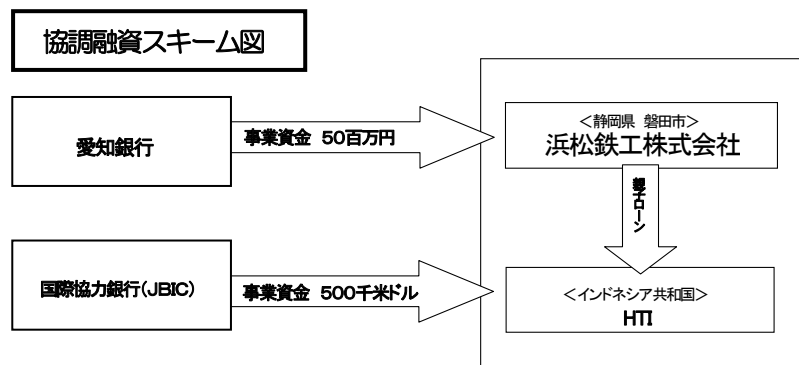 協調融資スキーム図
愛知銀行
事業資金 50百万円
＜静岡県 磐田市＞
浜松鉄工株式会社
親子ローン
国際協力銀行(JBIC)
事業資金 500千米ドル
＜インドネシア共和国＞
HTI